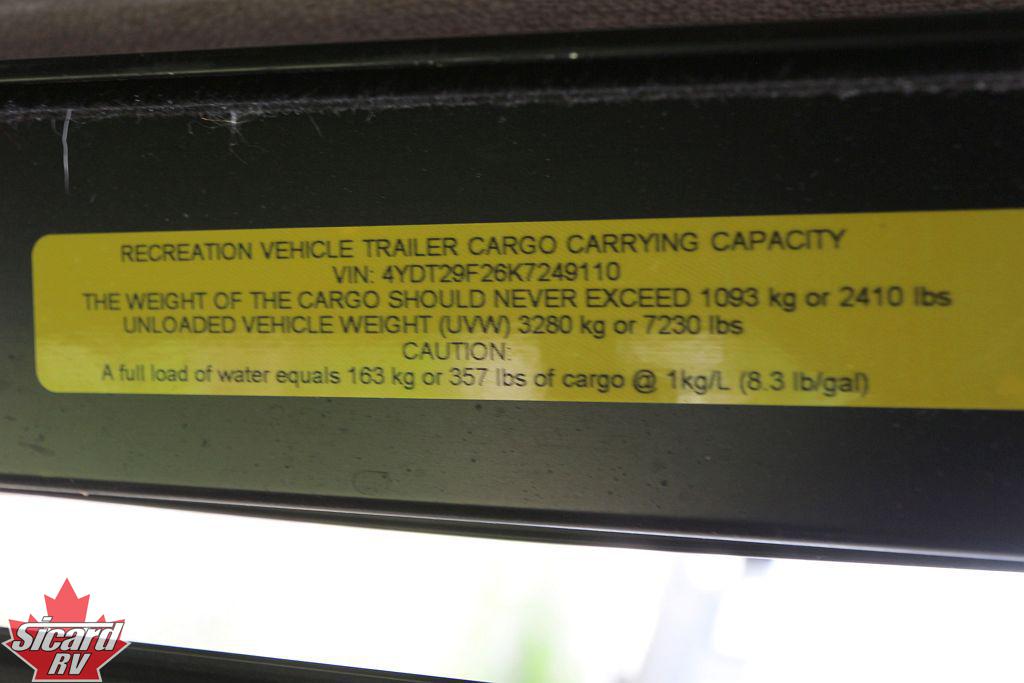 RECREATION VEHICLE TRAILER CARGO CARRYING CAPACITY
VIN: 4YDT29F26K7249110
THE WEIGHT OF THE CARGO SHOULD NEVER EXCEED 1093 kg or 2410 lbs
UNLOADED VEHICLE WEIGHT (UVW) 3280 kg or 7230 lbs
CAUTION:
A full load of water equals 163 kg or 357 lbs of cargo @ 1kg/L (8.3 lb/gal)
Sicard
RV